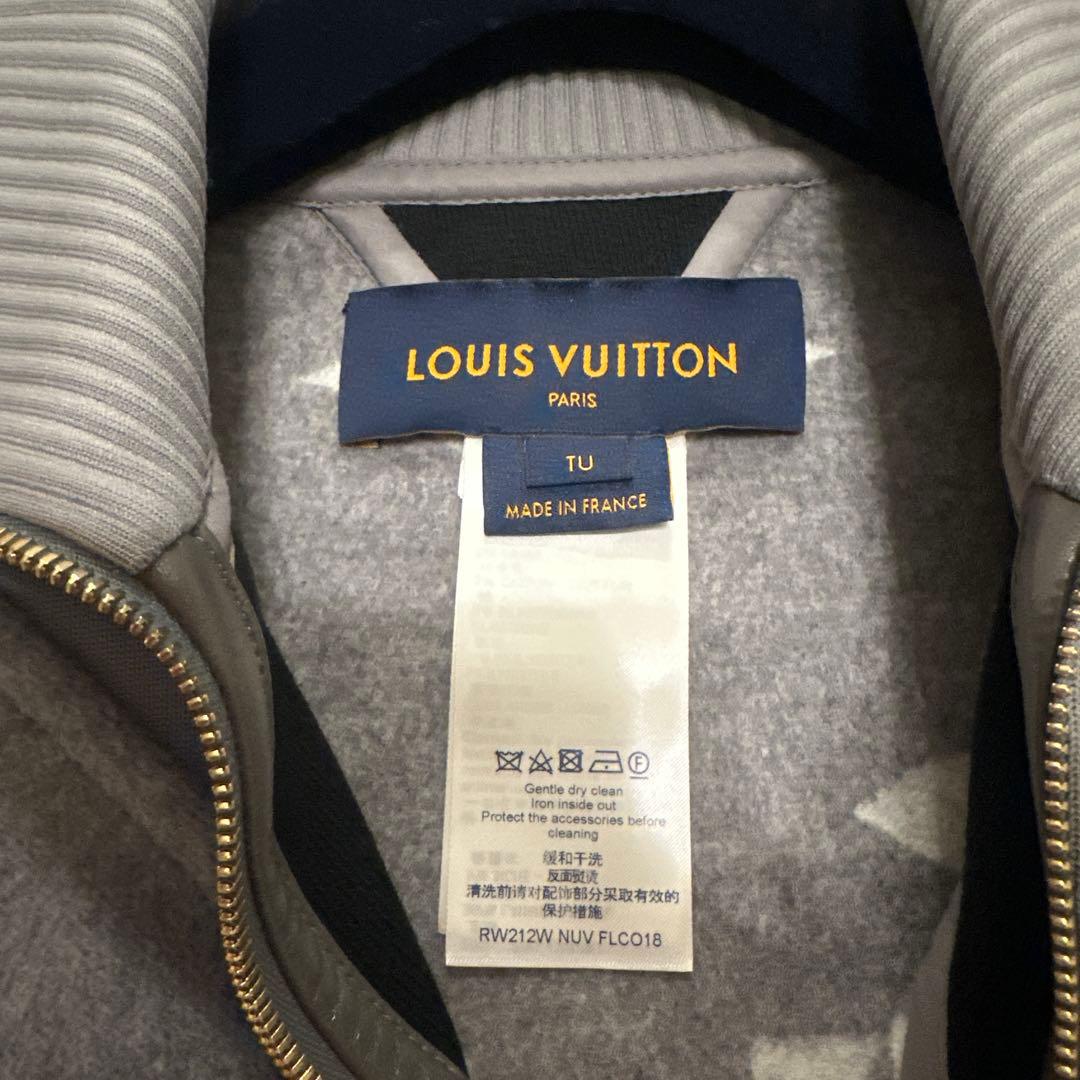 LOUIS VUITTON
PARIS
TU
MADE IN FRANCE
F
Gentle dry clean
Iron inside out
Protect the accessories before
cleaning
缓和干洗
反面熨烫
清洗前请对配饰部分采取有效的
保护措施
RW212W NUV FLCO18